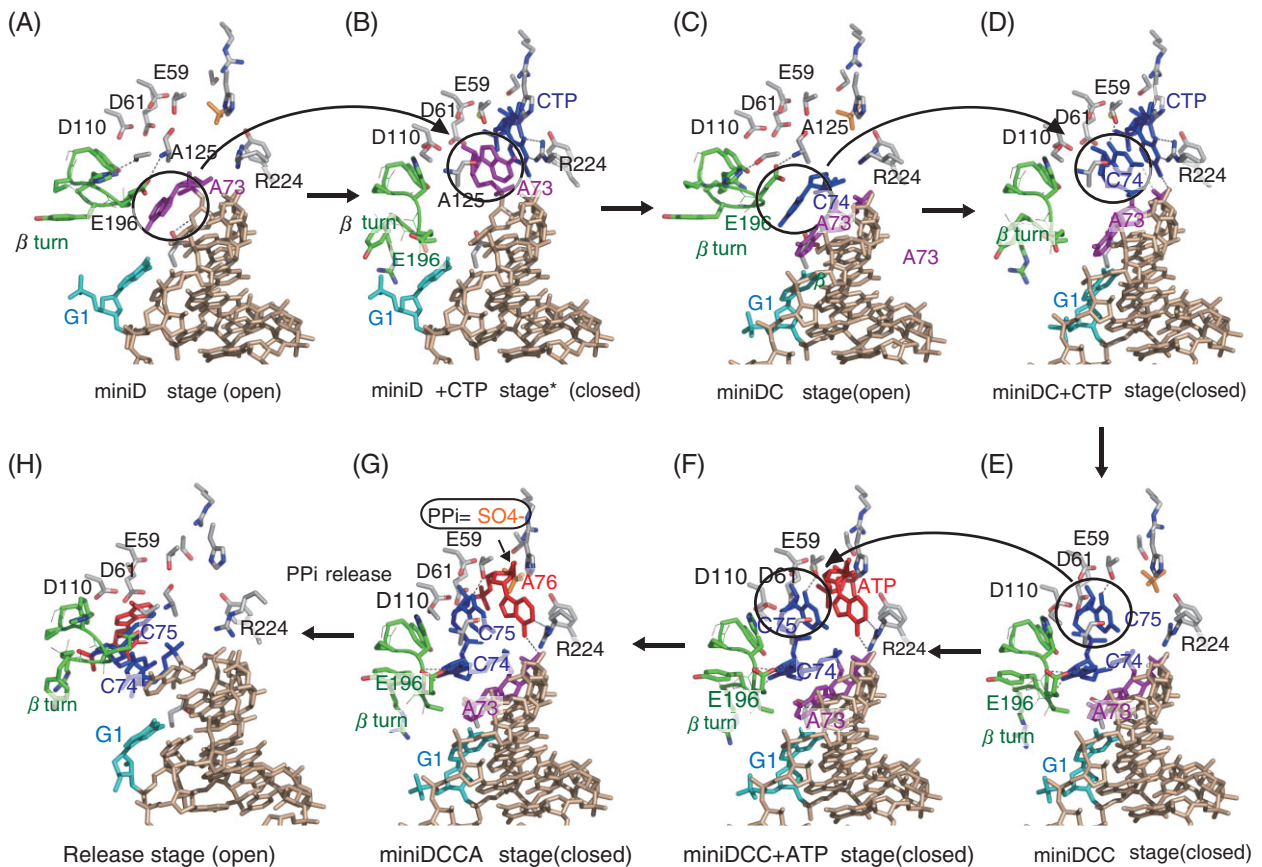 (A)
E59
D61
D110
A125
R224
A73
E196
β turn
G1
miniD stage (open)
(B)
E59
CTP
D61
D110
R224
A73
A125
β turn
E196
G1
miniD +CTP stage* (closed)
(C)
E59
D61
D110
A125
R224
C74
E196
A73
β turn
A73
β
G1
miniDC stage(open)
(D)
E59
CTP
D61
D110
R224
C74
A73
β turn
G1
miniDC+CTP stage(closed)
(H)
E59
D61
D110
PPi release
R224
C75
C74
β turn
G1
Release stage (open)
(G)
PPi= SO4-
E59
D61
A76
D110
C75
R224
C74
E196
β turn
A73
G1
miniDCCA stage(closed)
(F)
E59
D110
D61
ATP
C75
R224
C74
E196
β turn
A73
G1
miniDCC+ATP stage(closed)
(E)
E59
D61
D110
C75
R224
C74
E196
A73
β turn
G1
miniDCC stage(closed)